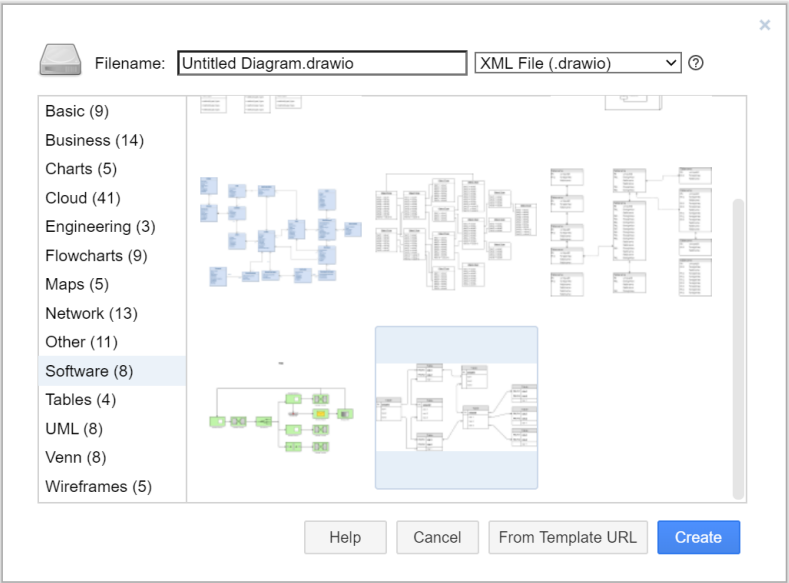 Filename: Untitled Diagram.drawio XML File (.drawio) ?
Basic (9)
Business (14)
Charts (5)
Cloud (41)
Engineering (3)
Flowcharts (9)
Maps (5)
Network (13)
Other (11)
Software (8)
Tables (4)
UML (8)
Venn (8)
Wireframes (5)
Help Cancel From Template URL Create